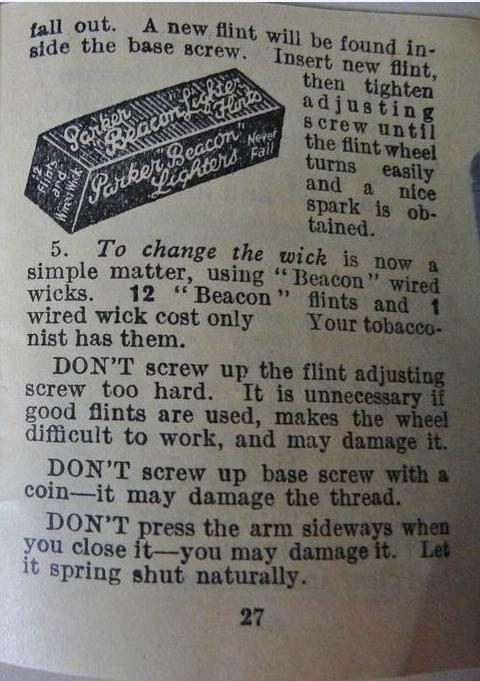 fall out. A new flint will be found in-
side the base screw. Insert new flint,
then tighten
adjusting
screw until
the flint wheel
turns easily
and a nice
spark is ob-
tained.
Parker
Beacon Lighter
Flints
12
Flints
and
Wired Wick
Parker "Beacon"
Lighters
Never
Fail
5. To change the wick is now a
simple matter, using "Beacon" wired
wicks. 12 "Beacon" flints and 1
wired wick cost only Your tobacco-
nist has them.
DON'T screw up the flint adjusting
screw too hard. It is unnecessary if
good flints are used, makes the wheel
difficult to work, and may damage it.
DON'T screw up base screw with a
coin—it may damage the thread.
DON'T press the arm sideways when
you close it—you may damage it. Let
it spring shut naturally.
27